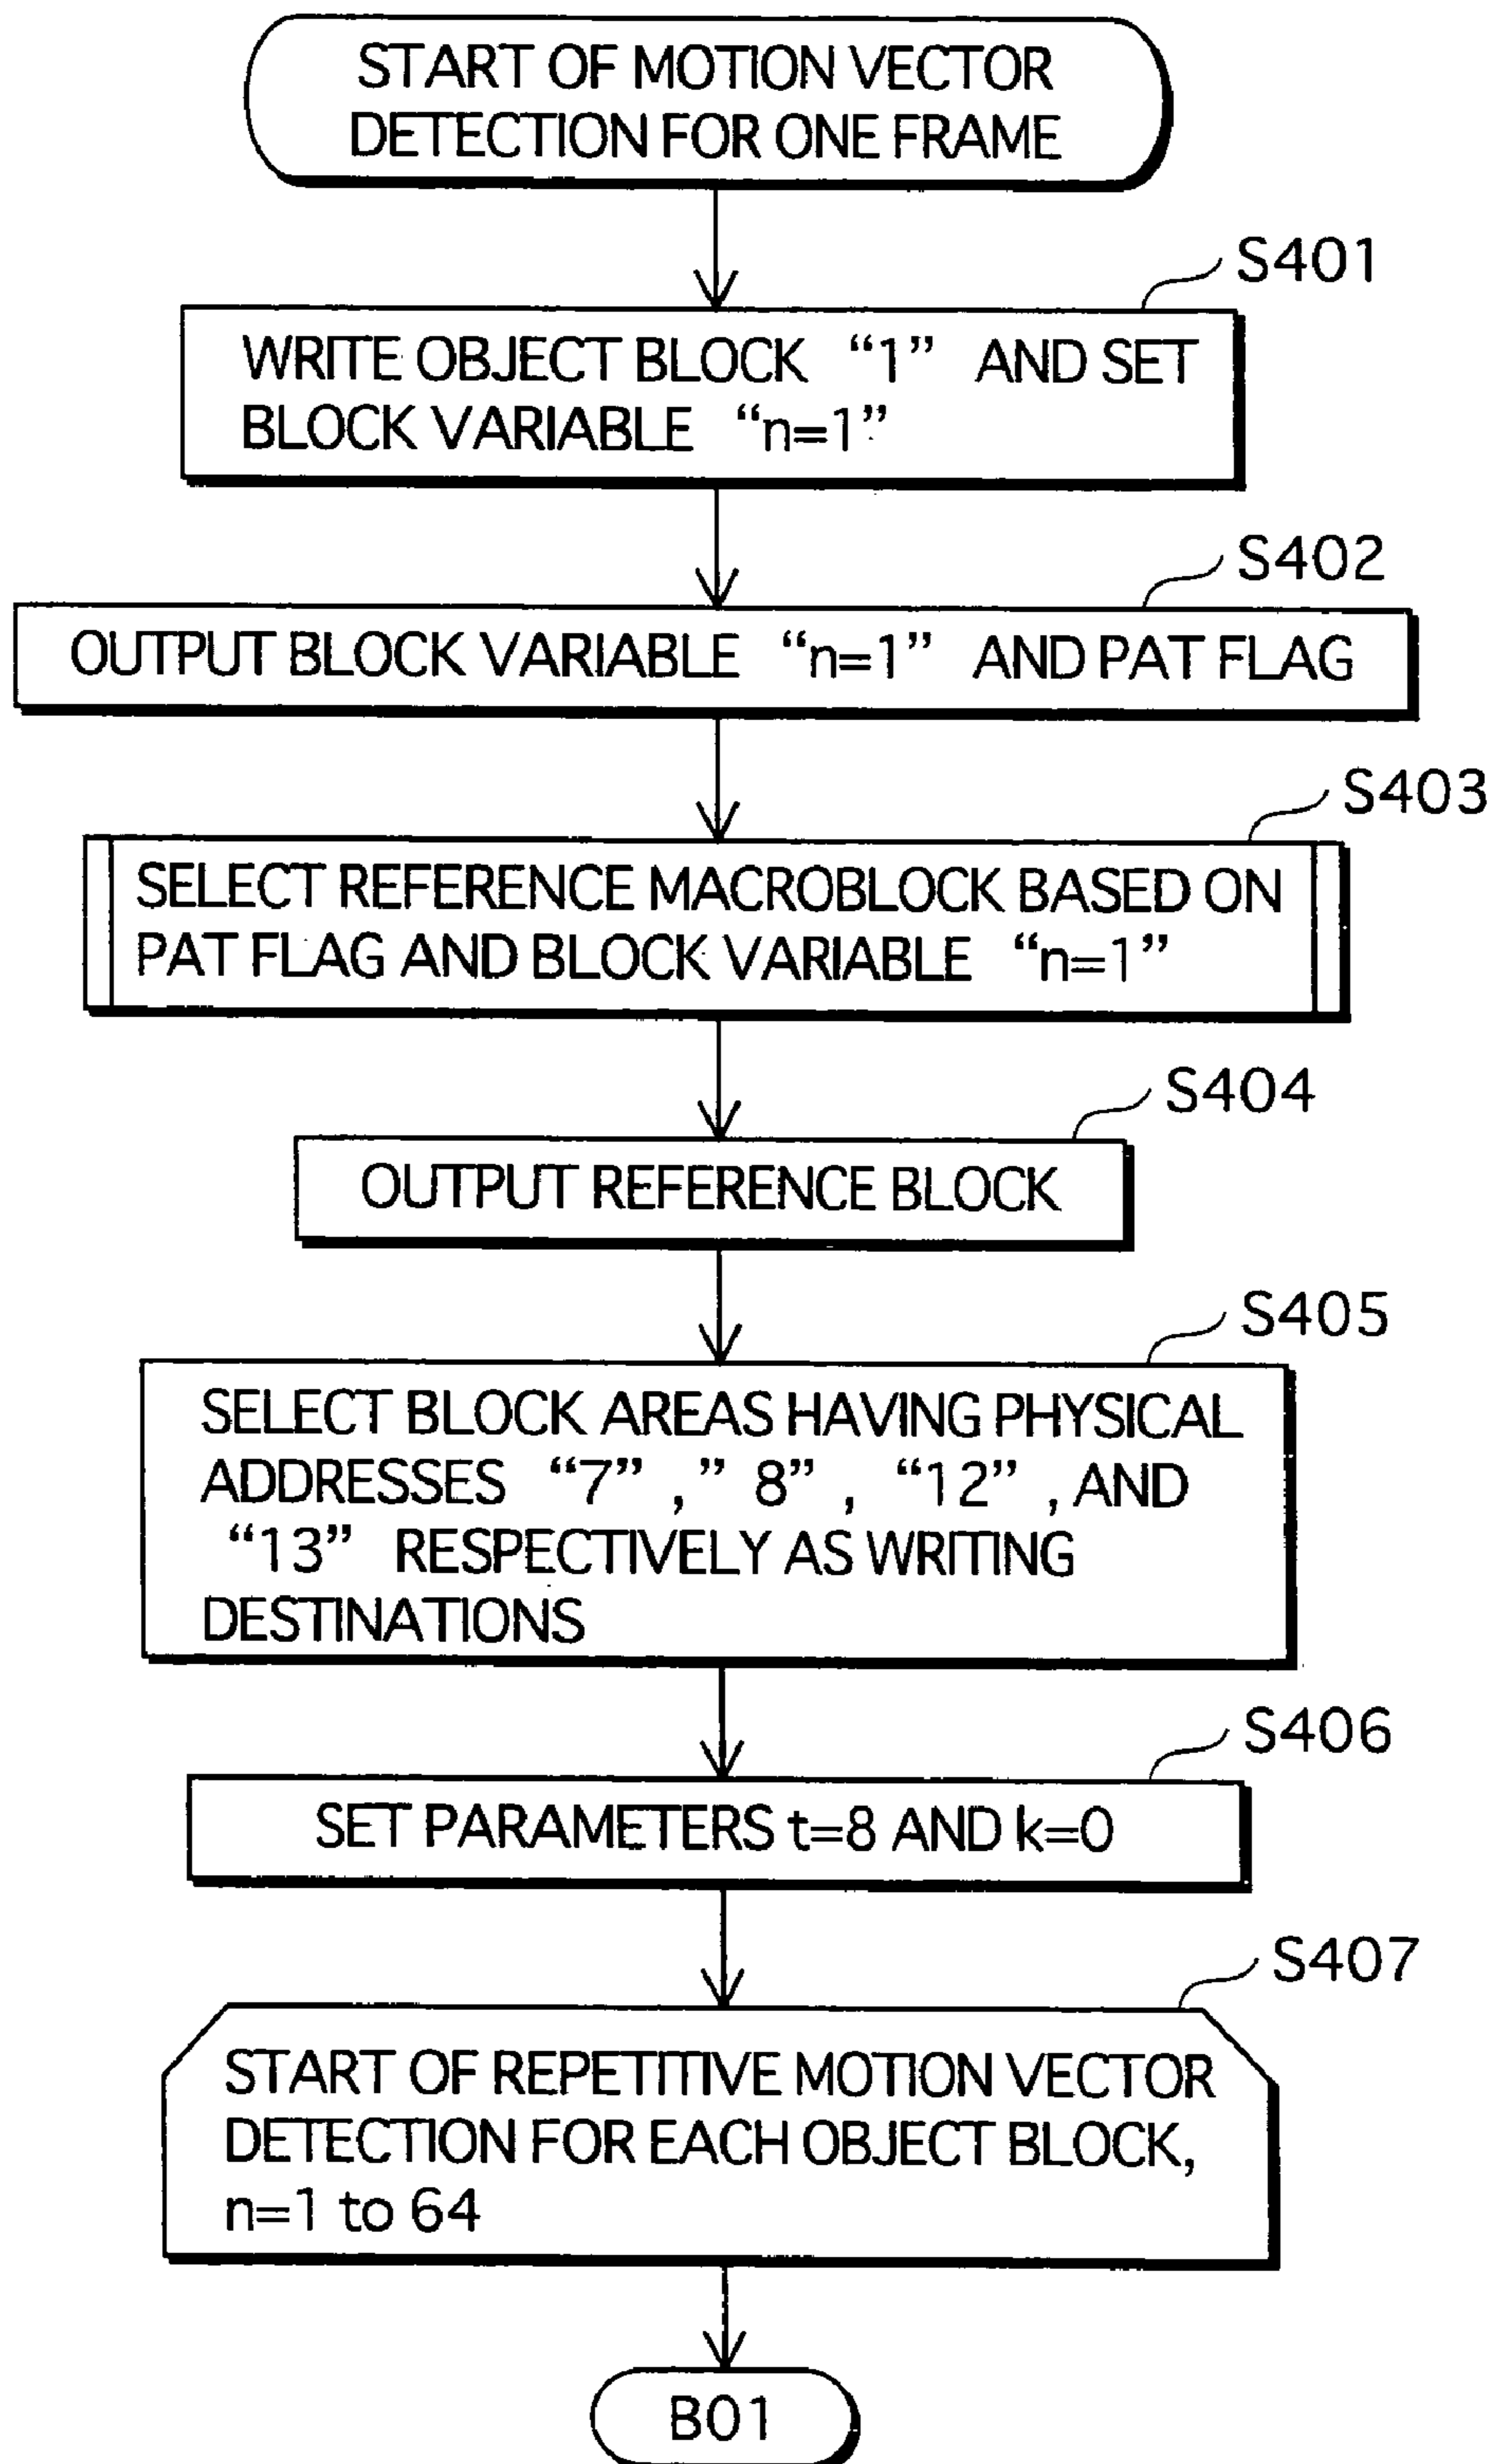 START OF MOTION VECTOR
DETECTION FOR ONE FRAME
S401
WRITE OBJECT BLOCK “1” AND SET
BLOCK VARIABLE “n=1”
S402
OUTPUT BLOCK VARIABLE “n=1” AND PAT FLAG
S403
SELECT REFERENCE MACROBLOCK BASED ON
PAT FLAG AND BLOCK VARIABLE “n=1”
S404
OUTPUT REFERENCE BLOCK
S405
SELECT BLOCK AREAS HAVING PHYSICAL
ADDRESSES “7” , ” 8” , “12” , AND
“13” RESPECTIVELY AS WRITING
DESTINATIONS
S406
SET PARAMETERS t=8 AND k=0
S407
START OF REPETITIVE MOTION VECTOR
DETECTION FOR EACH OBJECT BLOCK,
n=1 to 64
B01